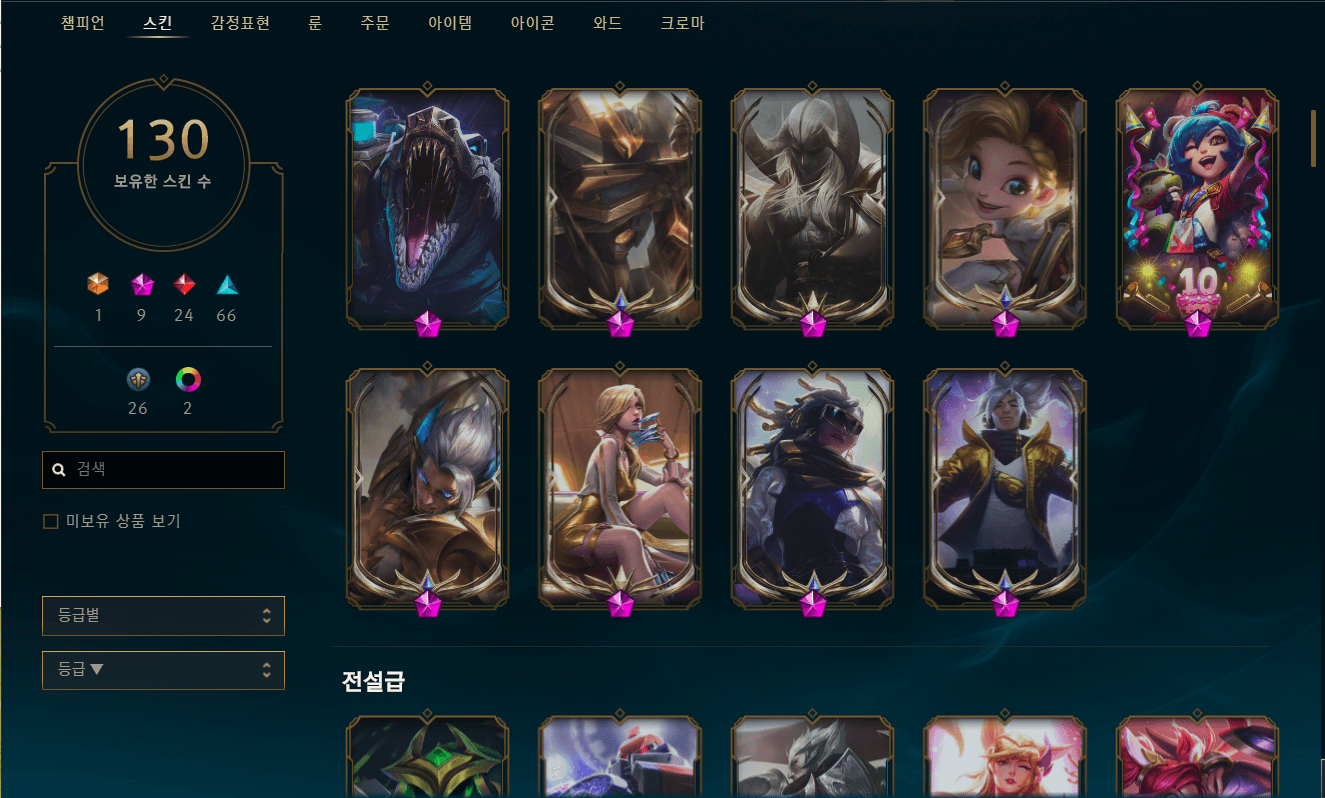 챔피언 스킨 감정표현 룬 주문 아이템 아이콘 와드 크로마
130
보유한 스킨 수
1 9 24 66
26 2
검색
미보유 상품 보기
등급별
등급 ▼
10
전설급